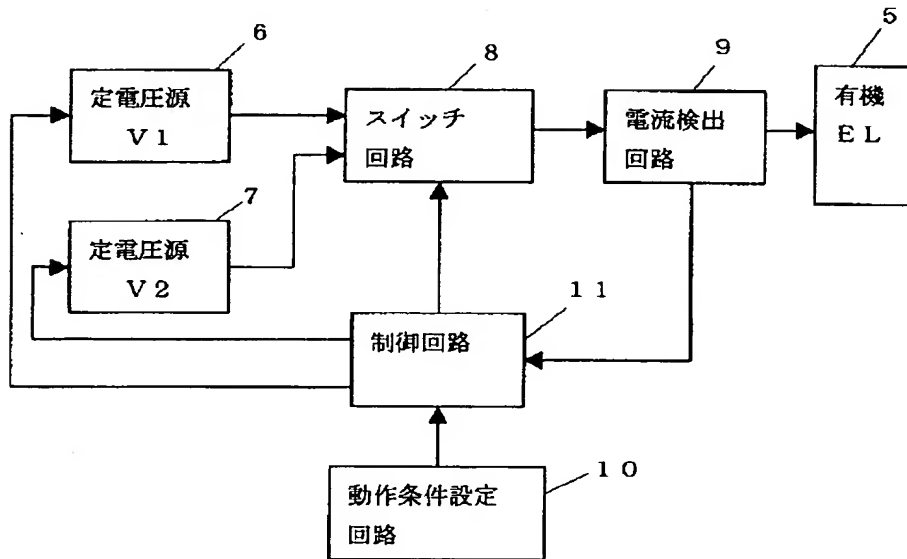 6
定電圧源
V1
8
スイッチ
回路
9
電流検出
回路
5
有機
EL
7
定電圧源
V2
11
制御回路
10
動作条件設定
回路